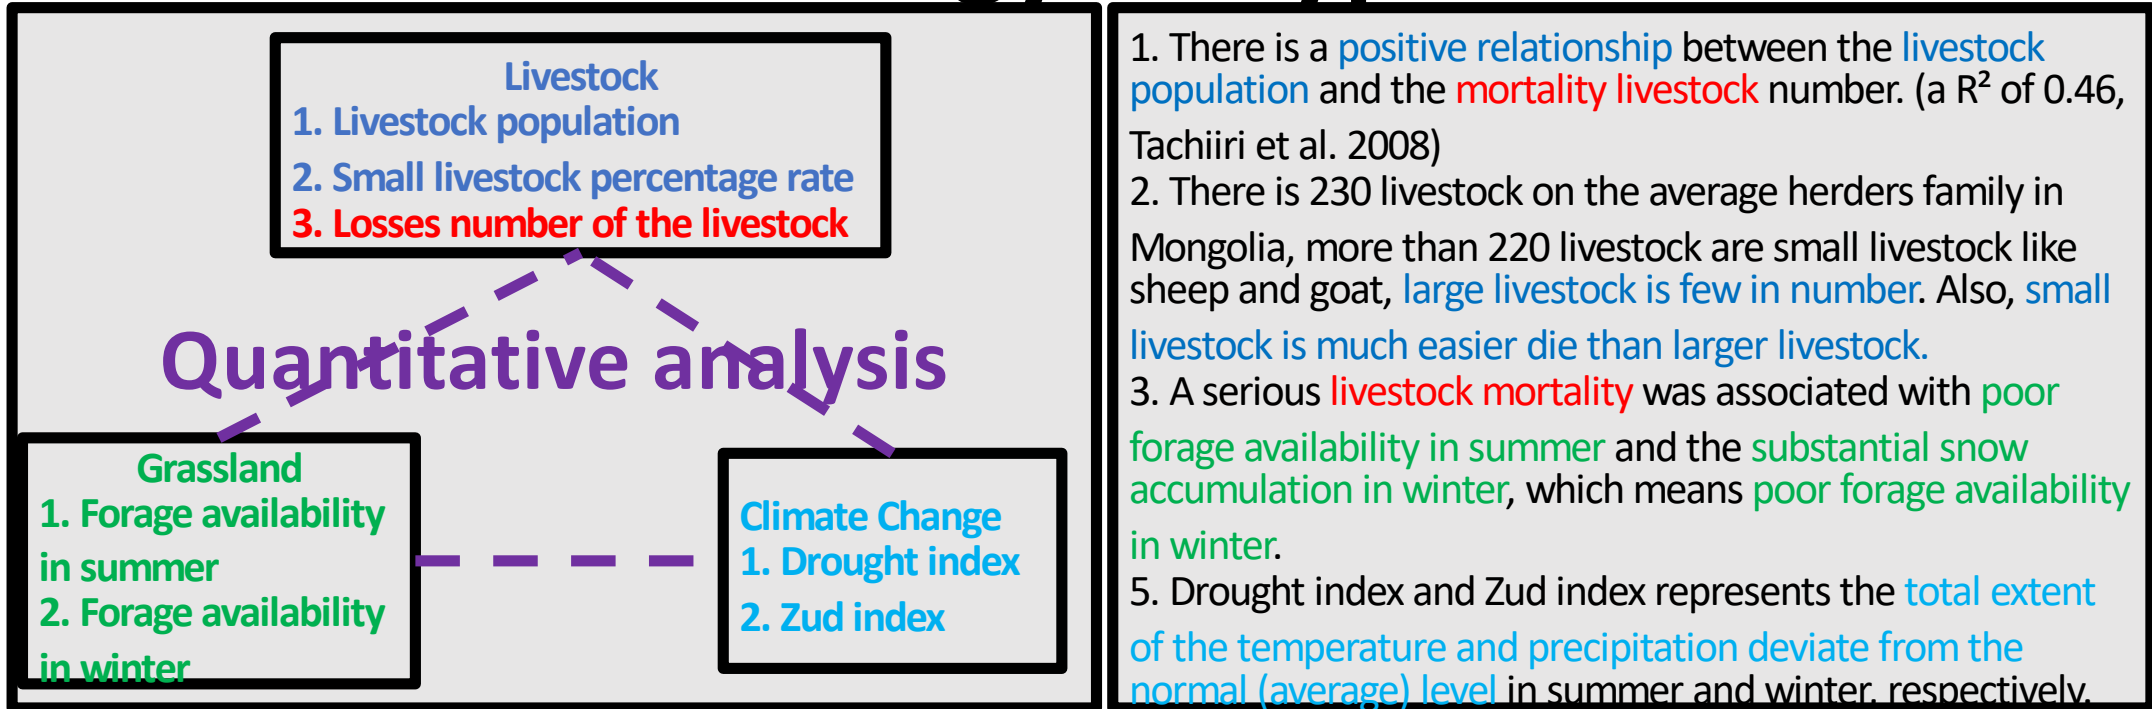 Livestock
1. Livestock population
2. Small livestock percentage rate
3. Losses number of the livestock
Quantitative analysis
Grassland
1. Forage availability
in summer
2. Forage availability
in winter
Climate Change
1. Drought index
2. Zud index
1. There is a positive relationship between the livestock
population and the mortality livestock number. (a R² of 0.46,
Tachiiri et al. 2008)
2. There is 230 livestock on the average herders family in
Mongolia, more than 220 livestock are small livestock like
sheep and goat, large livestock is few in number. Also, small
livestock is much easier die than larger livestock.
3. A serious livestock mortality was associated with poor
forage availability in summer and the substantial snow
accumulation in winter, which means poor forage availability
in winter.
5. Drought index and Zud index represents the total extent
of the temperature and precipitation deviate from the
normal (average) level in summer and winter, respectively.